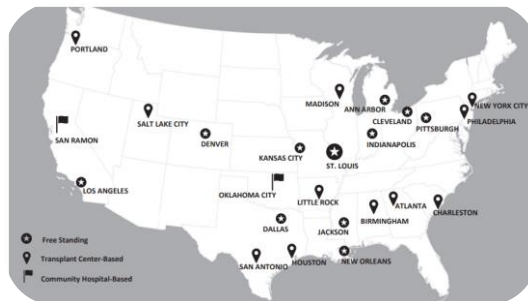 PORTLAND
MADISON
ANN ARBOR
NEW YORK CITY
CLEVELAND
PHILADELPHIA
PITTSBURGH
SALT LAKE CITY
SAN RAMON
DENVER
KANSAS CITY
INDIANAPOLIS
ST. LOUIS
LOS ANGELES
OKLAHOMA CITY
LITTLE ROCK
ATLANTA
CHARLESTON
BIRMINGHAM
DALLAS
JACKSON
SAN ANTONIO
HOUSTON
NEW ORLEANS
Free Standing
Transplant Center-Based
Community Hospital-Based